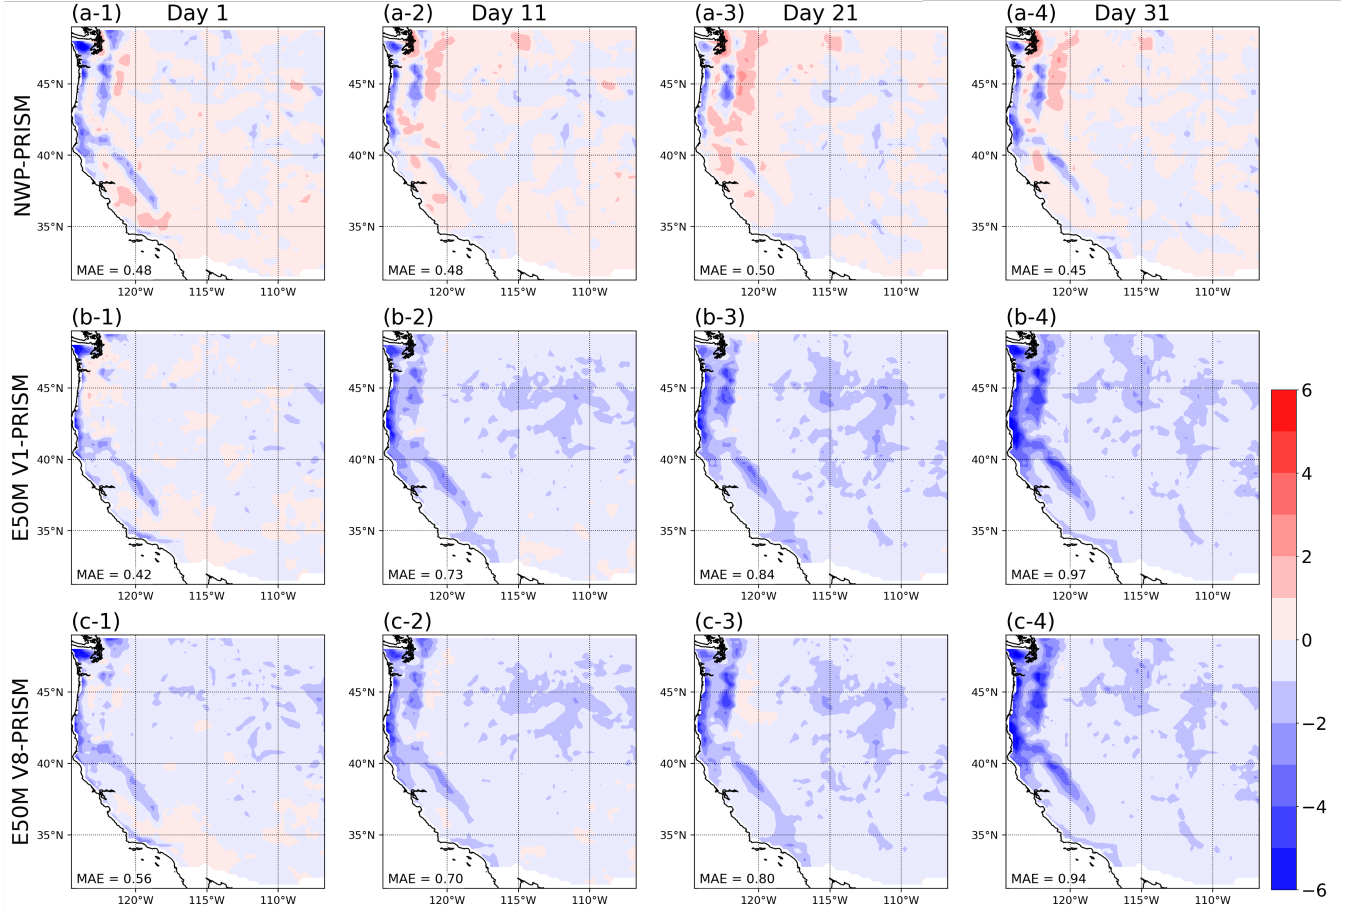 (a-1) Day 1
(a-2) Day 11
(a-3) Day 21
(a-4) Day 31
NWP-PRISM
45°N
40°N
35°N
MAE = 0.48
120°W 115°W 110°W
45°N
40°N
35°N
MAE = 0.48
120°W 115°W 110°W
45°N
40°N
35°N
MAE = 0.50
120°W 115°W 110°W
45°N
40°N
35°N
MAE = 0.45
120°W 115°W 110°W
(b-1)
(b-2)
(b-3)
(b-4)
E50M V1-PRISM
45°N
40°N
35°N
MAE = 0.42
120°W 115°W 110°W
45°N
40°N
35°N
MAE = 0.73
120°W 115°W 110°W
45°N
40°N
35°N
MAE = 0.84
120°W 115°W 110°W
45°N
40°N
35°N
MAE = 0.97
120°W 115°W 110°W
(c-1)
(c-2)
(c-3)
(c-4)
E50M V8-PRISM
45°N
40°N
35°N
MAE = 0.56
120°W 115°W 110°W
45°N
40°N
35°N
MAE = 0.70
120°W 115°W 110°W
45°N
40°N
35°N
MAE = 0.80
120°W 115°W 110°W
45°N
40°N
35°N
MAE = 0.94
120°W 115°W 110°W
6
4
2
0
−2
−4
−6